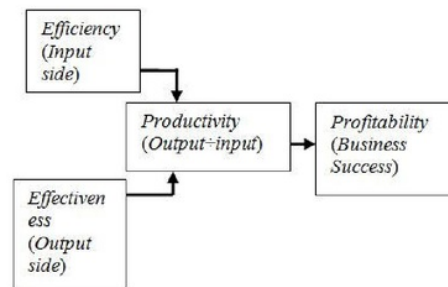 Efficiency
(Input
side)
Productivity
(Output÷input)
Profitability
(Business
Success)
Effectiven
ess
(Output
side)